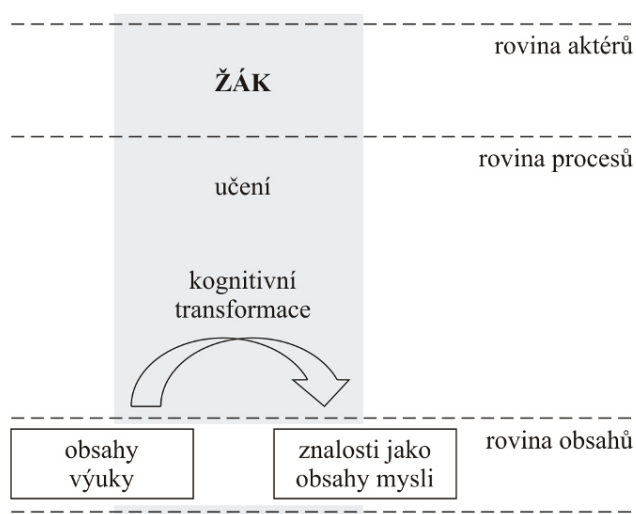 rovina aktérů
ŽÁK
rovina procesů
učení
kognitivní
transformace
rovina obsahů
obsahy
výuky
znalosti jako
obsahy mysli